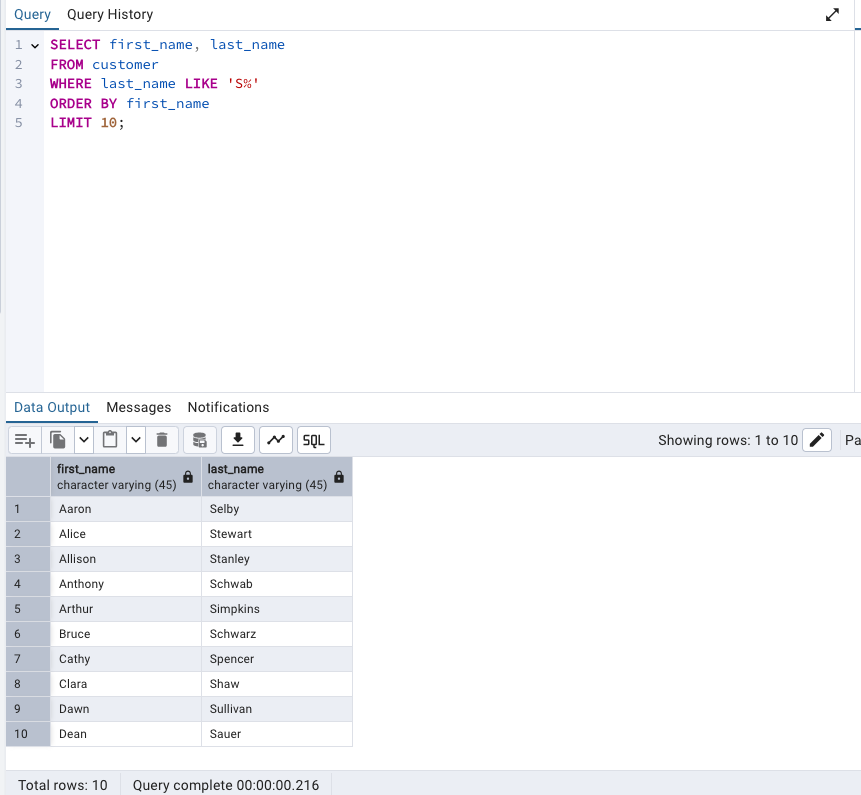 Query Query History
1 SELECT first_name, last_name
2 FROM customer
3 WHERE last_name LIKE 'S%'
4 ORDER BY first_name
5 LIMIT 10;
Data Output Messages Notifications
SQL Showing rows: 1 to 10 Pa
first_name last_name
character varying (45) character varying (45)
1 Aaron Selby
2 Alice Stewart
3 Allison Stanley
4 Anthony Schwab
5 Arthur Simpkins
6 Bruce Schwarz
7 Cathy Spencer
8 Clara Shaw
9 Dawn Sullivan
10 Dean Sauer
Total rows: 10 Query complete 00:00:00.216